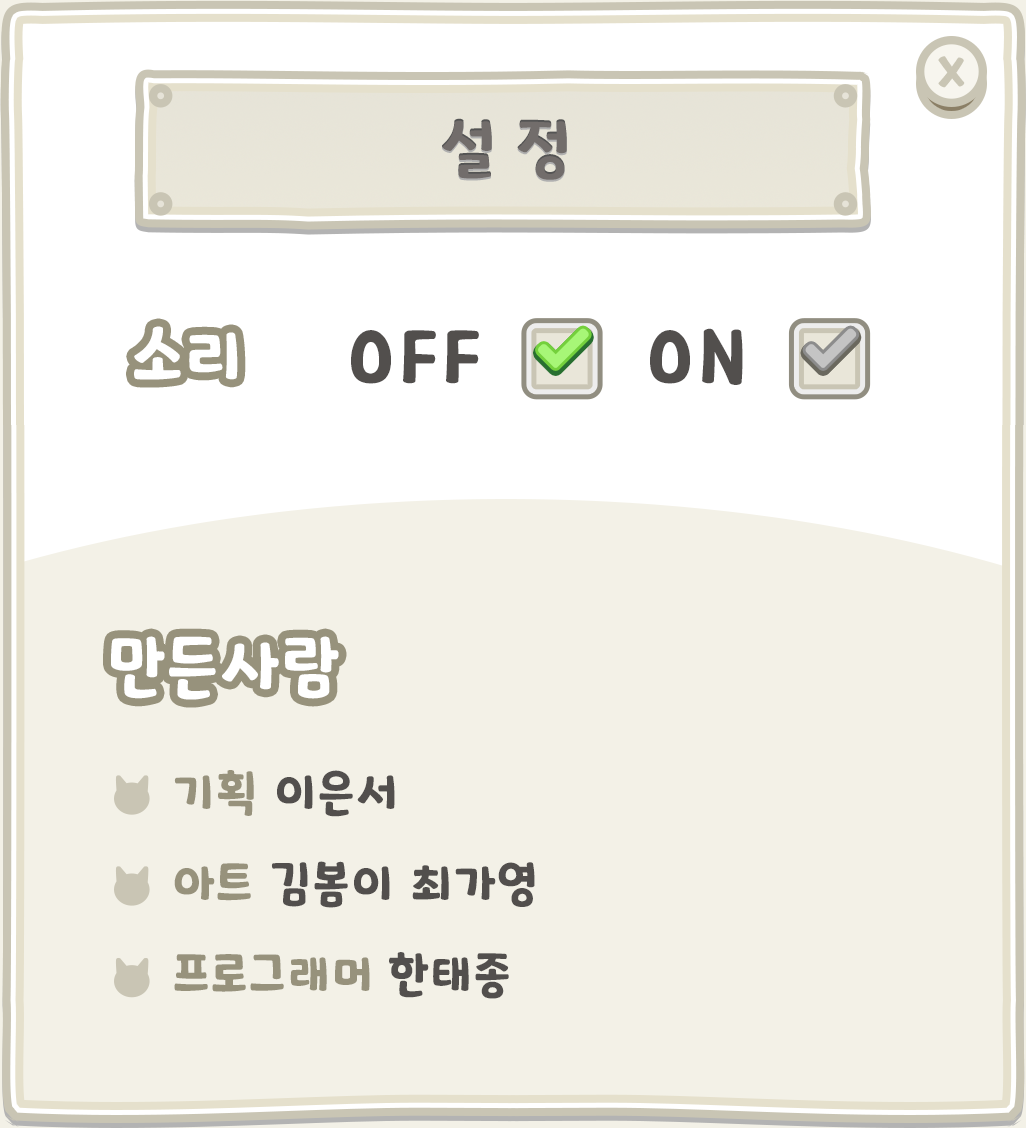 설 정
X
소리 OFF ON
만든사람
기획 이은서
아트 김봄이 최가영
프로그래머 한태종